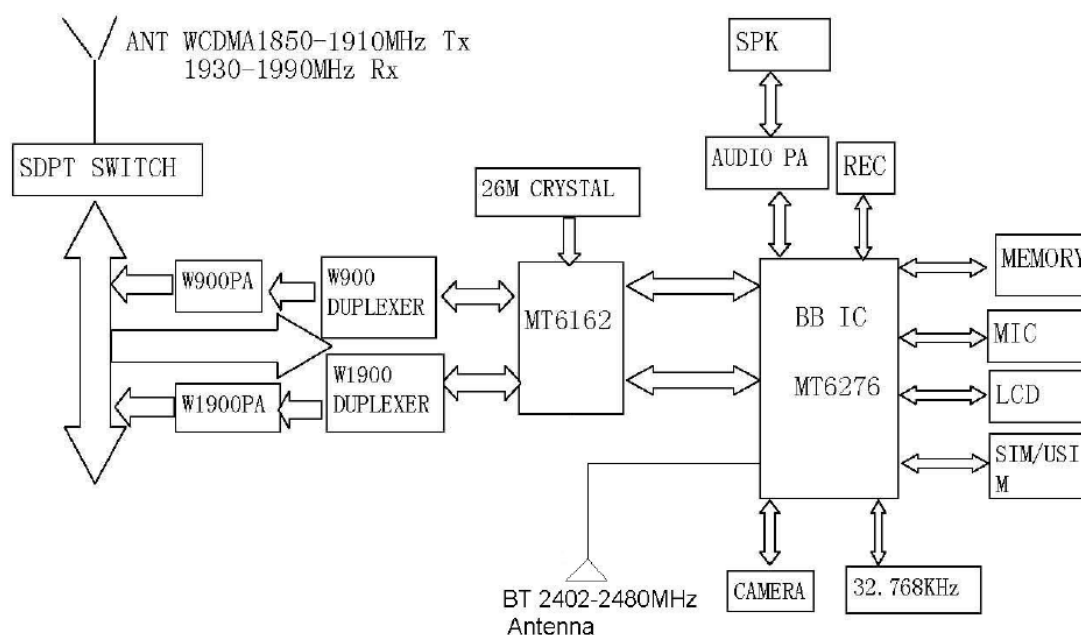 ANT WCDMA1850-1910MHz Tx
1930-1990MHz Rx
SPK
SDPT SWITCH
AUDIO PA
REC
26M CRYSTAL
W900PA
W900
DUPLEXER
MT6162
BB IC
MT6276
MEMORY
MIC
W1900PA
W1900
DUPLEXER
LCD
SIM/USI
M
BT 2402-2480MHz
Antenna
CAMERA
32.768KHz